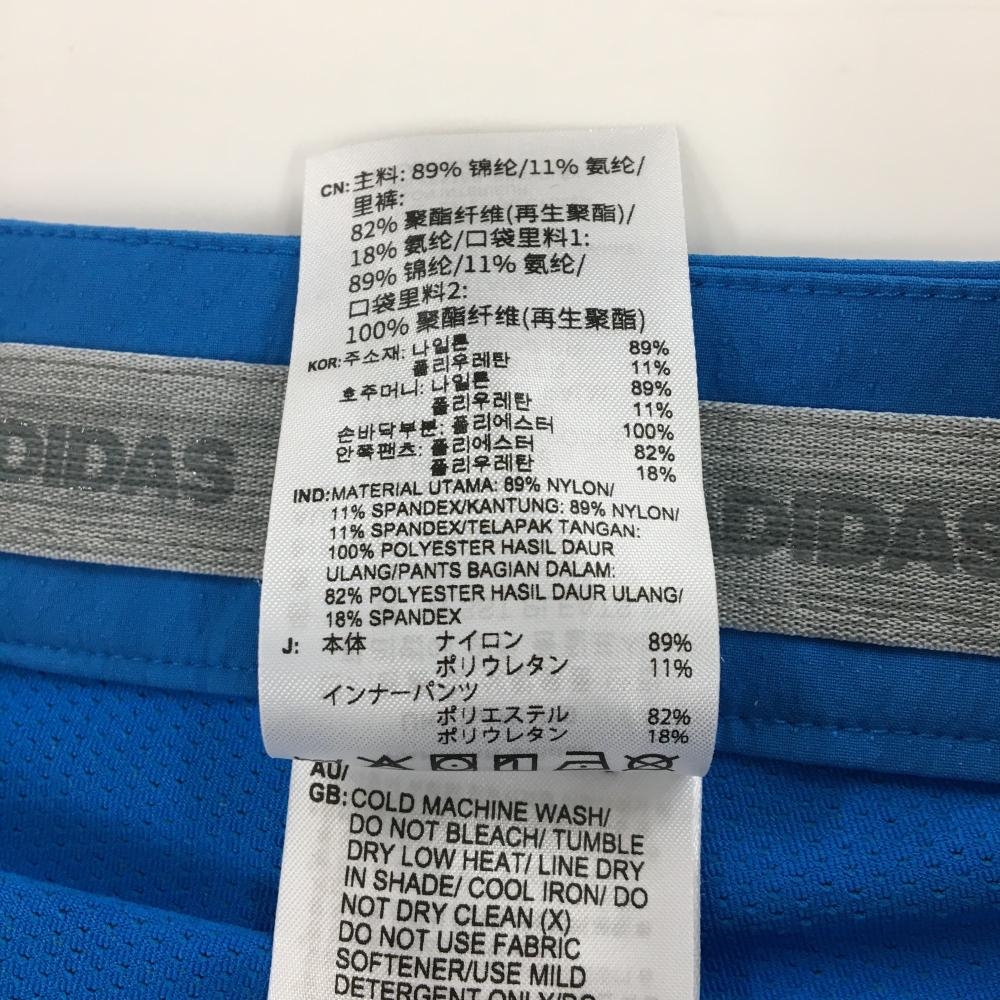 CN: 主料: 89% 锦纶/11% 氨纶/
里裤:
82% 聚酯纤维(再生聚酯)/
18% 氨纶/口袋里料1:
89% 锦纶/11% 氨纶/
口袋里料2:
100% 聚酯纤维(再生聚酯)
KOR: 주소재: 나일론 89%
폴리우레탄 11%
호주머니: 나일론 89%
폴리우레탄 11%
손바닥부분: 폴리에스터 100%
안쪽팬츠: 폴리에스터 82%
폴리우레탄 18%
DIDAS
DIDAS
IND: MATERIAL UTAMA: 89% NYLON/
11% SPANDEX/KANTUNG: 89% NYLON/
11% SPANDEX/TELAPAK TANGAN:
100% POLYESTER HASIL DAUR
ULANG/PANTS BAGIAN DALAM:
82% POLYESTER HASIL DAUR ULANG/
18% SPANDEX
J: 本体 ナイロン 89%
ポリウレタン 11%
インナーパンツ
ポリエステル 82%
ポリウレタン 18%
AU/
GB: COLD MACHINE WASH/
DO NOT BLEACH/ TUMBLE
DRY LOW HEAT/ LINE DRY
IN SHADE/ COOL IRON/ DO
NOT DRY CLEAN (X)
DO NOT USE FABRIC
SOFTENER/USE MILD
DETERGENT ONLY/DO